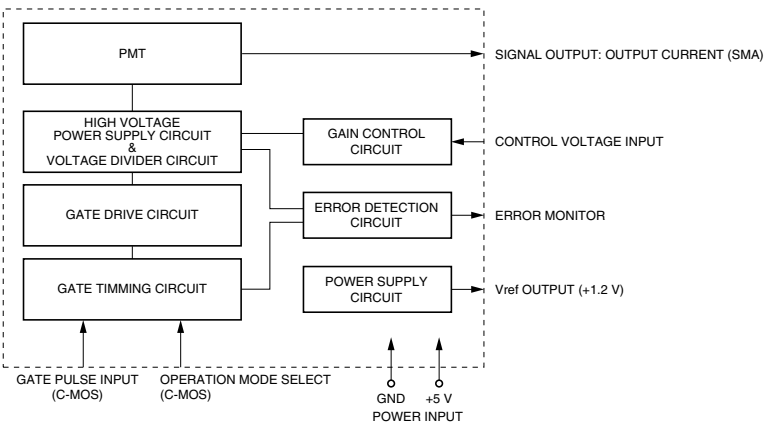 PMT
SIGNAL OUTPUT: OUTPUT CURRENT (SMA)
HIGH VOLTAGE
POWER SUPPLY CIRCUIT
&
VOLTAGE DIVIDER CIRCUIT
GAIN CONTROL
CIRCUIT
CONTROL VOLTAGE INPUT
GATE DRIVE CIRCUIT
ERROR DETECTION
CIRCUIT
ERROR MONITOR
GATE TIMMING CIRCUIT
POWER SUPPLY
CIRCUIT
Vref OUTPUT (+1.2 V)
GATE PULSE INPUT
(C-MOS)
OPERATION MODE SELECT
(C-MOS)
GND
+5 V
POWER INPUT